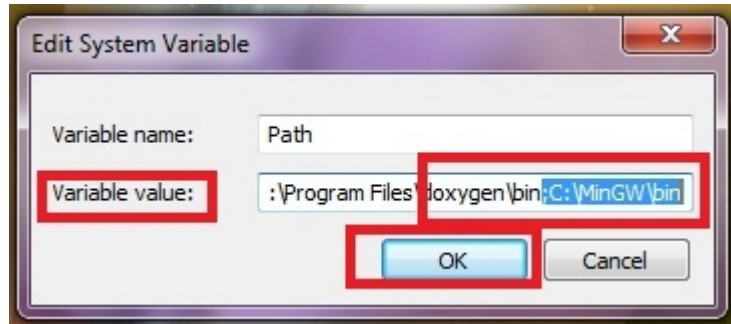 Edit System Variable
Variable name: Path
Variable value: :\Program Files\doxygen\bin;C:\MinGW\bin
OK Cancel